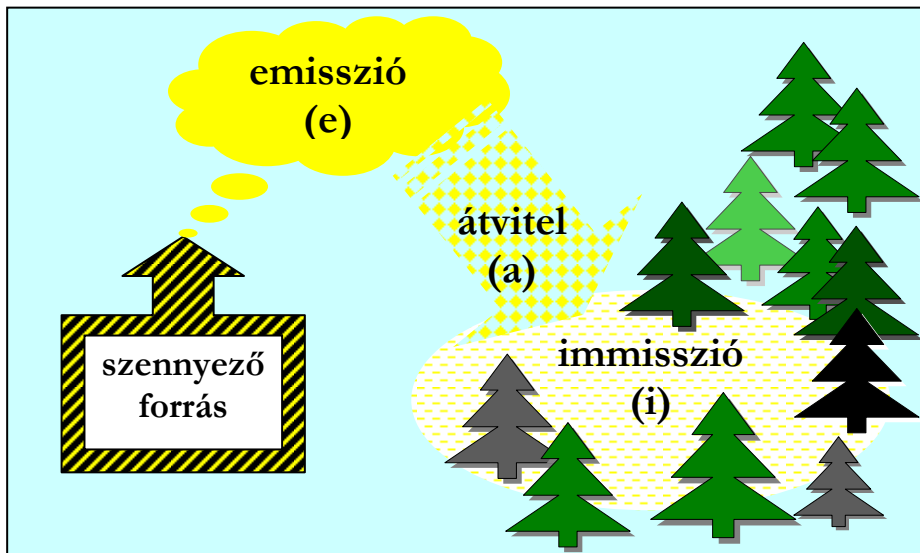 emisszió
(e)
átvitel
(a)
szennyező
forrás
immisszió
(i)